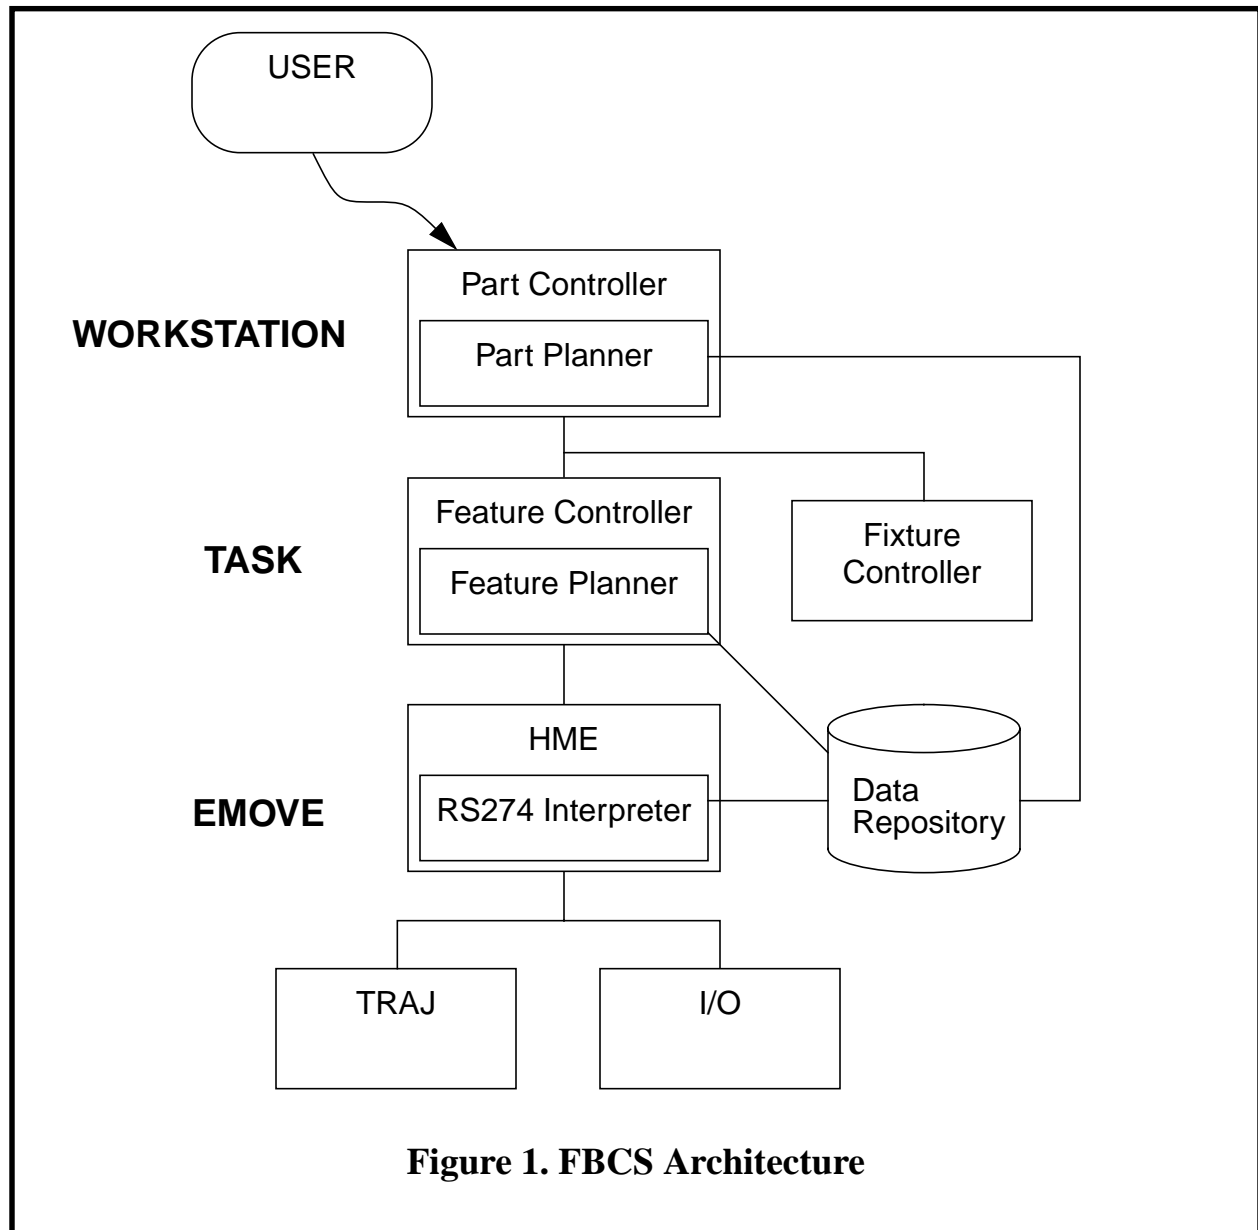 USER
Part Controller
WORKSTATION
Part Planner
Feature Controller
Fixture
Controller
TASK
Feature Planner
HME
Data
Repository
EMOVE
RS274 Interpreter
TRAJ
I/O
Figure 1. FBCS Architecture